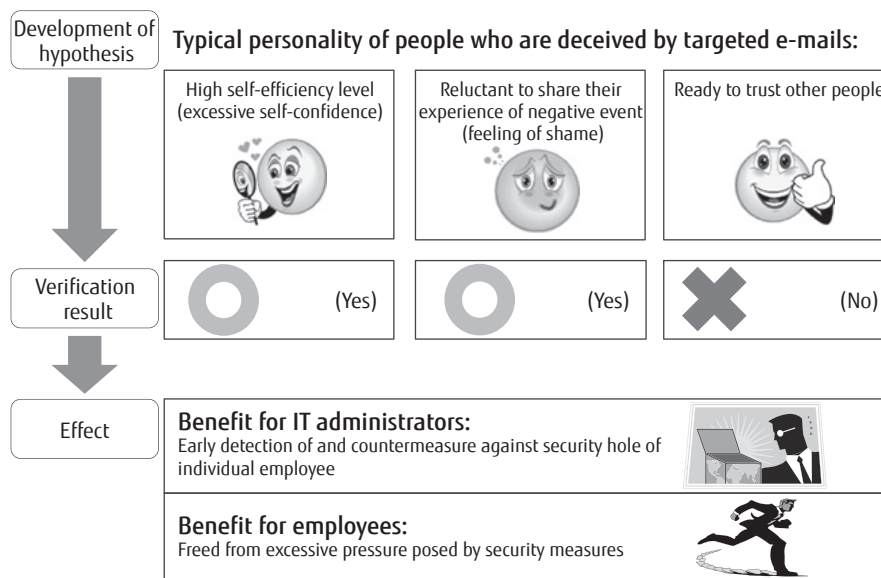 Development of
hypothesis
Typical personality of people who are deceived by targeted e-mails:
High self-efficiency level
(excessive self-confidence)
Reluctant to share their
experience of negative event
(feeling of shame)
Ready to trust other people
Verification
result
(Yes)
(Yes)
(No)
Effect
Benefit for IT administrators:
Early detection of and countermeasure against security hole of
individual employee
Benefit for employees:
Freed from excessive pressure posed by security measures